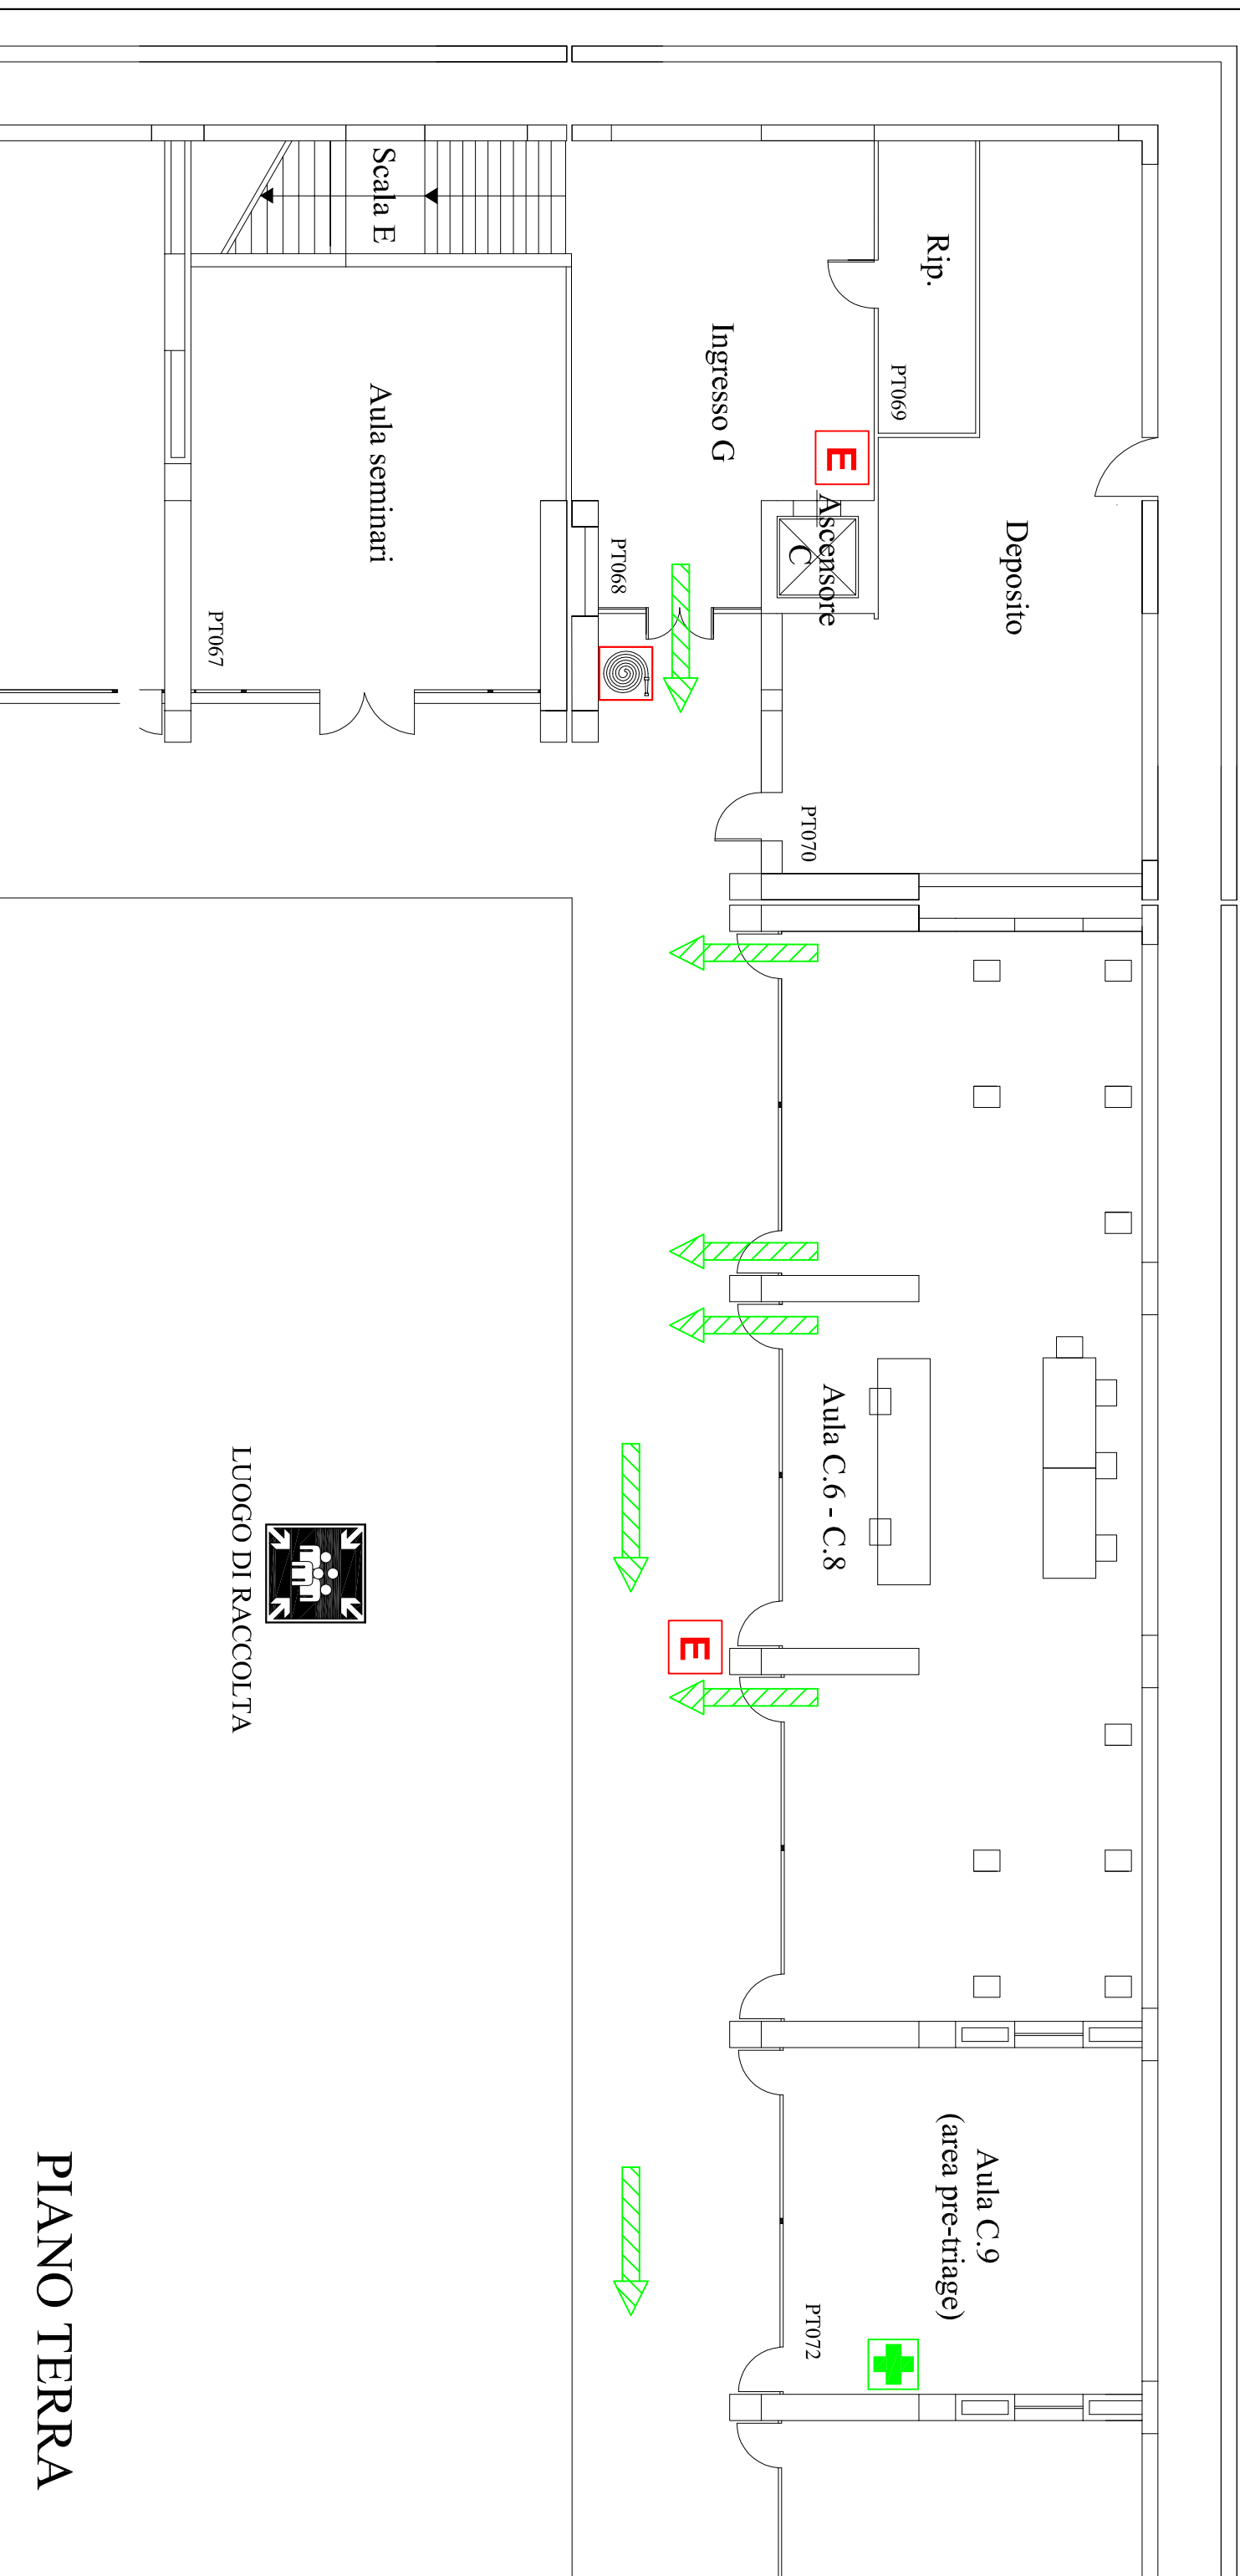 Deposito
Rip.
PT069
E
Ascensore
C
Ingresso G
PT068
PT070
Scala E
Aula seminari
PT067
Aula C.6 - C.8
E
Aula C.9
(area pre-triage)
PT072
LUOGO DI RACCOLTA
PIANO TERRA